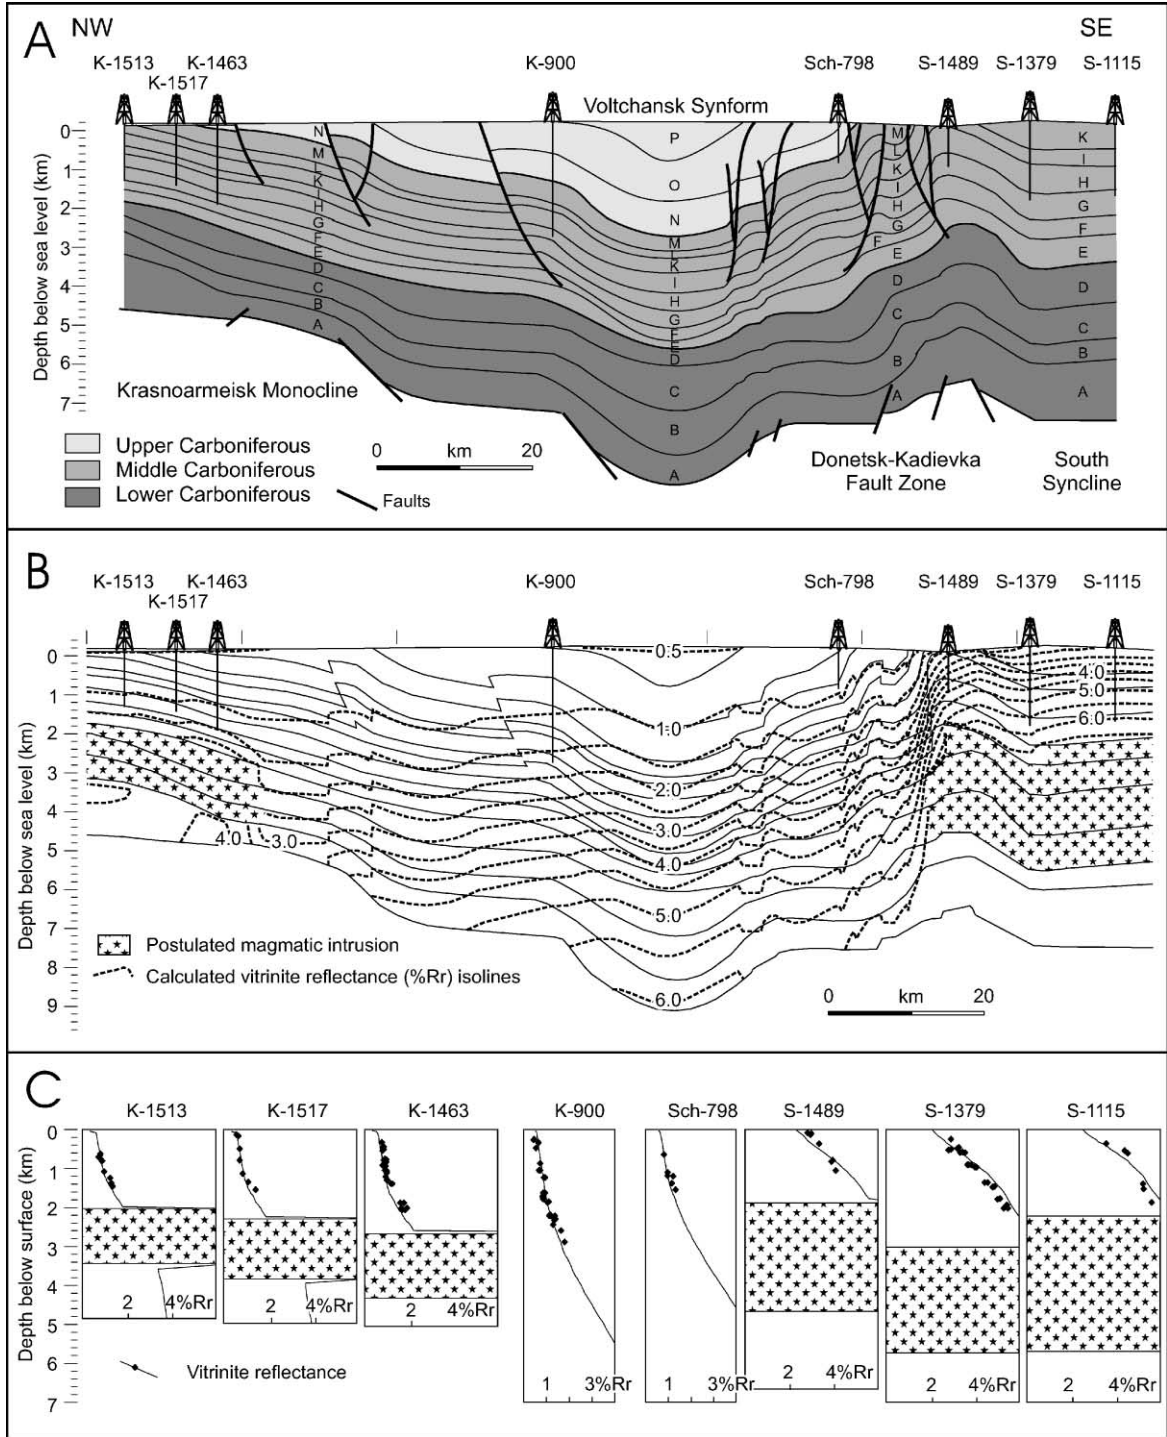 A
NW
SE
K-1513
K-1463
K-900
Sch-798
S-1489
S-1379
S-1115
K-1517
Voltchansk Synform
Depth below sea level (km)
0
1
2
3
4
5
6
7
N
M
L
K
I
H
G
F
E
D
C
B
A
P
O
N
M
L
K
I
H
G
F
E
D
C
B
A
M
L
K
I
H
G
F
E
D
C
B
A
K
I
H
G
F
E
D
C
B
A
Krasnoarmeisk Monocline
Upper Carboniferous
Middle Carboniferous
Lower Carboniferous
0 km 20
Faults
Donetsk-Kadievka
Fault Zone
South
Syncline
B
K-1513
K-1463
K-900
Sch-798
S-1489
S-1379
S-1115
K-1517
Depth below sea level (km)
0
1
2
3
4
5
6
7
8
9
0.5
1.0
2.0
3.0
4.0
5.0
6.0
4.0
3.0
4.0
5.0
6.0
Postulated magmatic intrusion
Calculated vitrinite reflectance (%Rr) isolines
0 km 20
C
K-1513
K-1517
K-1463
K-900
Sch-798
S-1489
S-1379
S-1115
Depth below surface (km)
0
1
2
3
4
5
6
7
2 4%Rr
2 4%Rr
2 4%Rr
1 3%Rr
1 3%Rr
2 4%Rr
2 4%Rr
2 4%Rr
Vitrinite reflectance